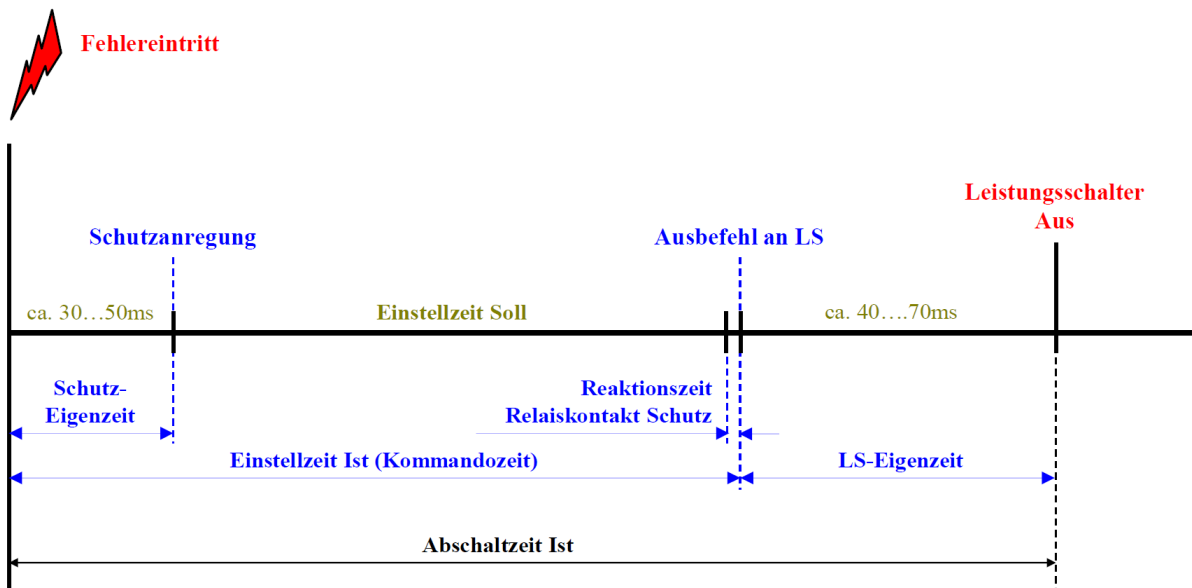 Fehlereintritt
Leistungsschalter
Aus
Schutzanregung
Ausbefehl an LS
ca. 30…50ms
Einstellzeit Soll
ca. 40….70ms
Schutz-
Eigenzeit
Reaktionszeit
Relaiskontakt Schutz
Einstellzeit Ist (Kommandozeit)
LS-Eigenzeit
Abschaltzeit Ist